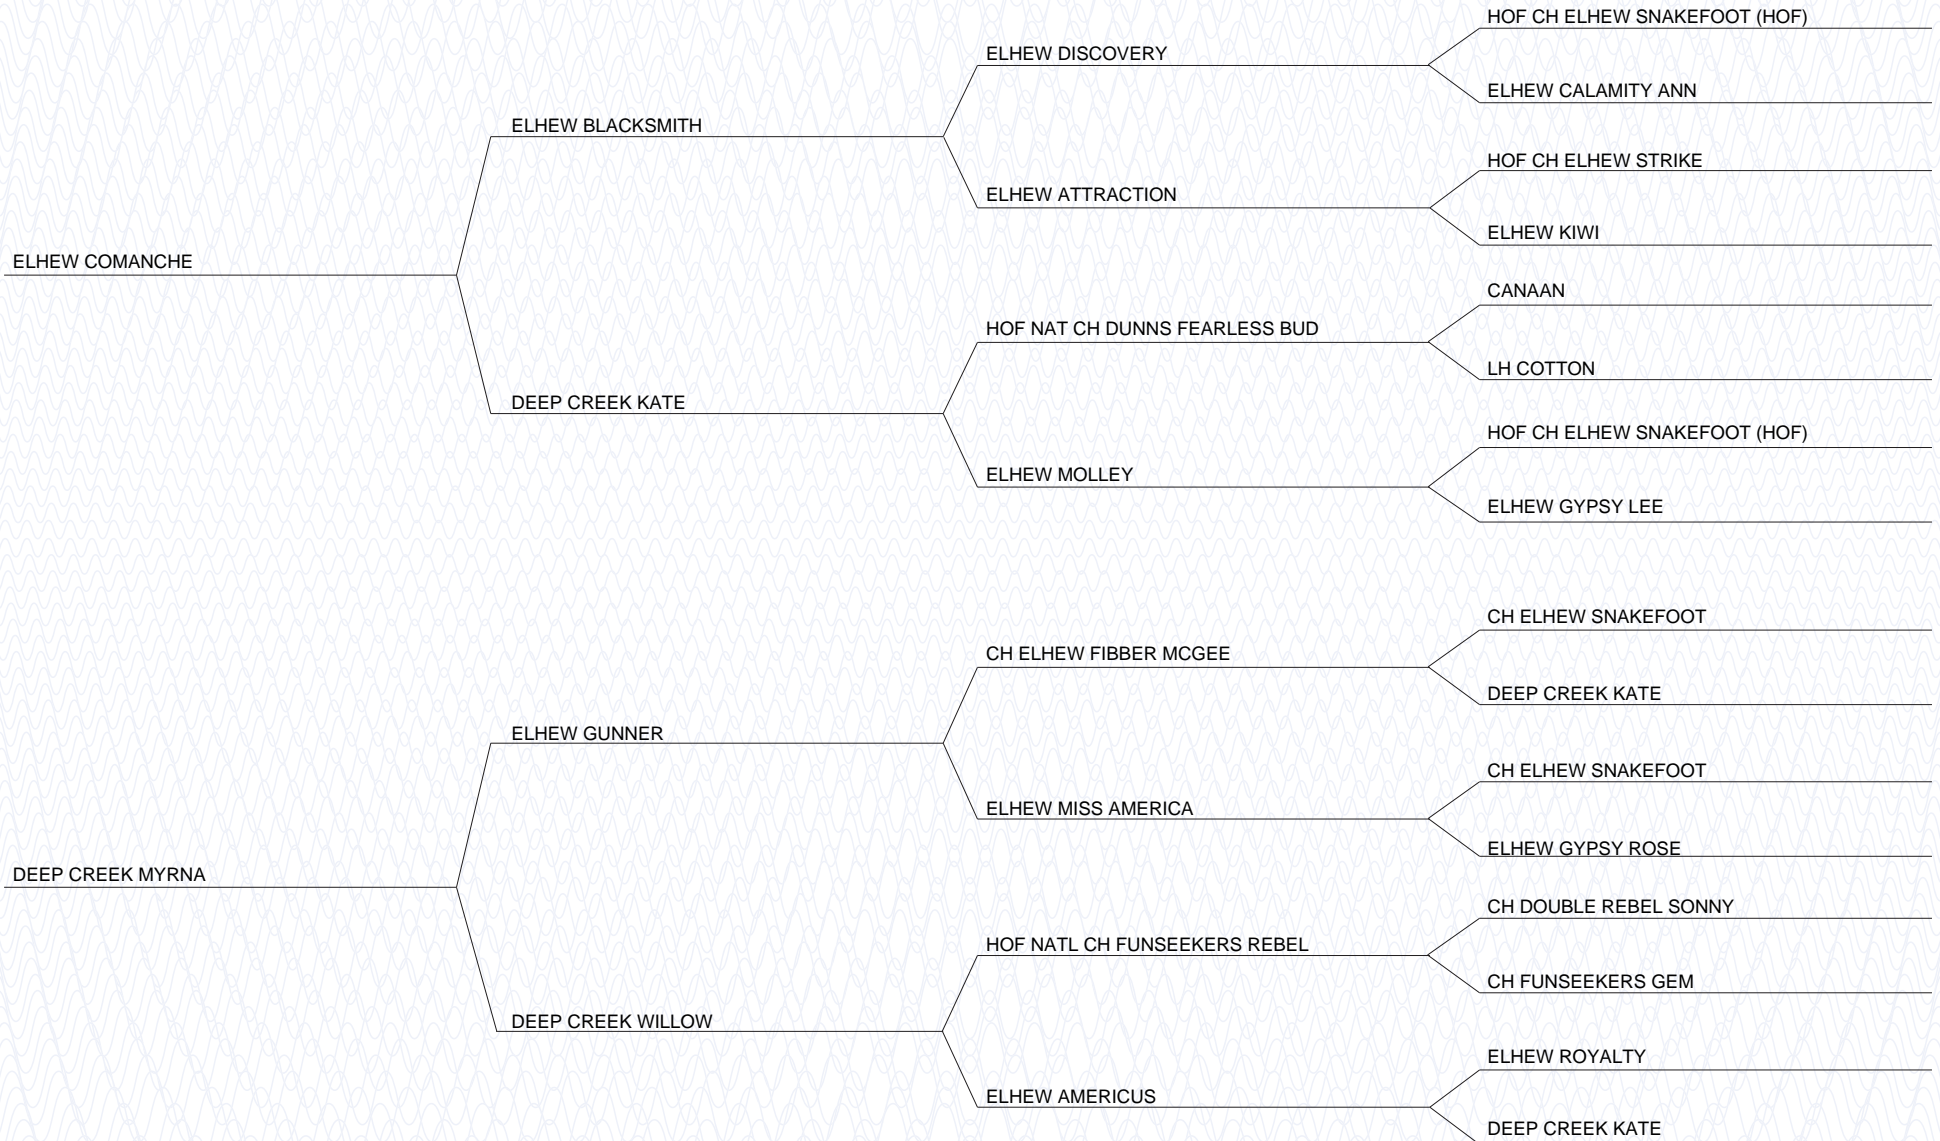 HOF CH ELHEW SNAKEFOOT (HOF)
ELHEW DISCOVERY
ELHEW CALAMITY ANN
ELHEW BLACKSMITH
HOF CH ELHEW STRIKE
ELHEW ATTRACTION
ELHEW KIWI
ELHEW COMANCHE
CANAAN
HOF NAT CH DUNNS FEARLESS BUD
LH COTTON
DEEP CREEK KATE
HOF CH ELHEW SNAKEFOOT (HOF)
ELHEW MOLLEY
ELHEW GYPSY LEE
CH ELHEW SNAKEFOOT
CH ELHEW FIBBER MCGEE
DEEP CREEK KATE
ELHEW GUNNER
CH ELHEW SNAKEFOOT
ELHEW MISS AMERICA
ELHEW GYPSY ROSE
DEEP CREEK MYRNA
CH DOUBLE REBEL SONNY
HOF NATL CH FUNSEEKERS REBEL
CH FUNSEEKERS GEM
DEEP CREEK WILLOW
ELHEW ROYALTY
ELHEW AMERICUS
DEEP CREEK KATE